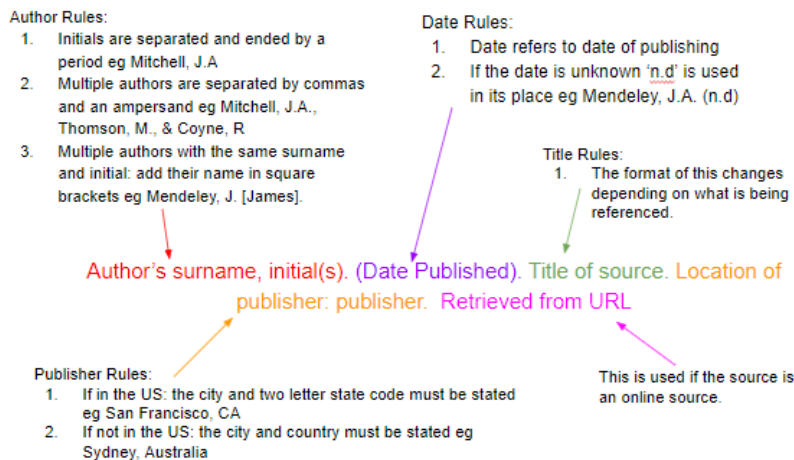 Author Rules:
1. Initials are separated and ended by a
period eg Mitchell, J.A
2. Multiple authors are separated by commas
and an ampersand eg Mitchell, J.A.,
Thomson, M., & Coyne, R
3. Multiple authors with the same surname
and initial: add their name in square
brackets eg Mendeley, J. [James].
Date Rules:
1. Date refers to date of publishing
2. If the date is unknown ‘n.d’ is used
in its place eg Mendeley, J.A. (n.d)
Title Rules:
1. The format of this changes
depending on what is being
referenced.
Author’s surname, initial(s). (Date Published). Title of source. Location of
publisher: publisher. Retrieved from URL
Publisher Rules:
1. If in the US: the city and two letter state code must be stated
eg San Francisco, CA
2. If not in the US: the city and country must be stated eg
Sydney, Australia
This is used if the source is
an online source.